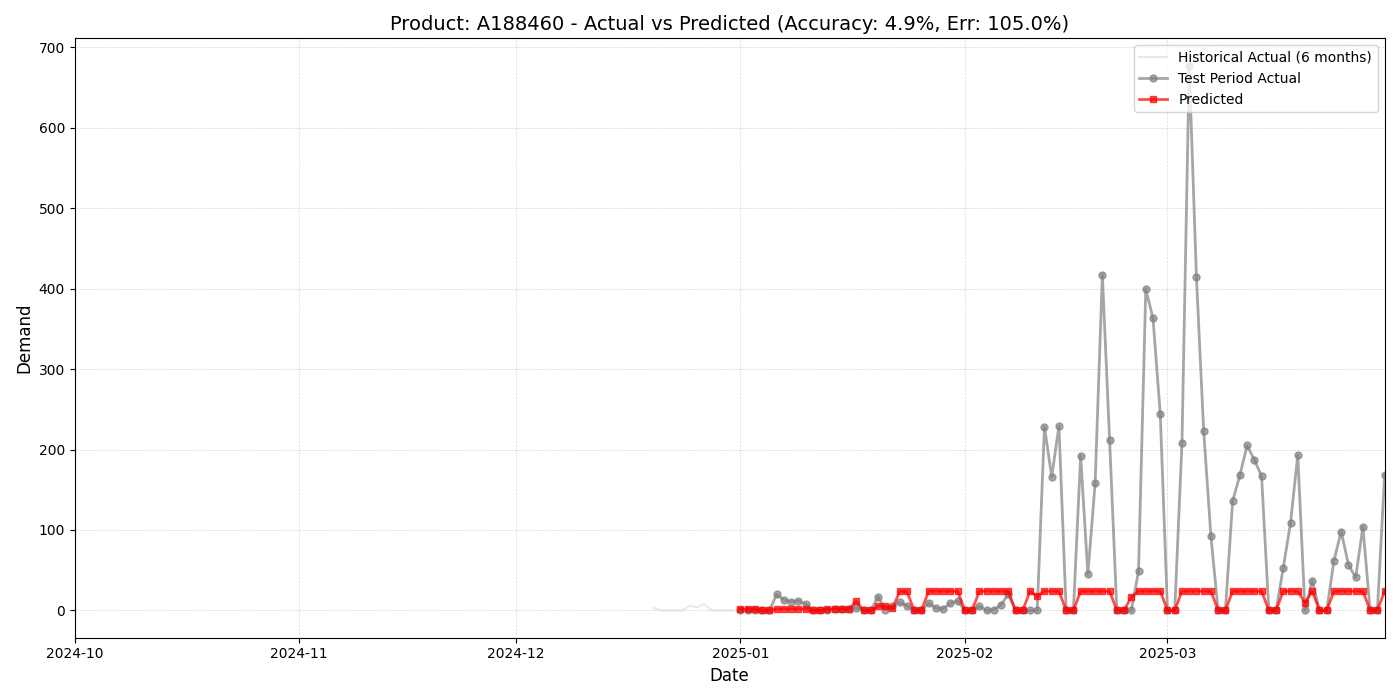 Product: A188460 - Actual vs Predicted (Accuracy: 4.9%, Err: 105.0%)
Historical Actual (6 months)
Test Period Actual
Predicted
700
600
500
400
300
200
100
0
Demand
2024-10
2024-11
2024-12
2025-01
2025-02
2025-03
Date